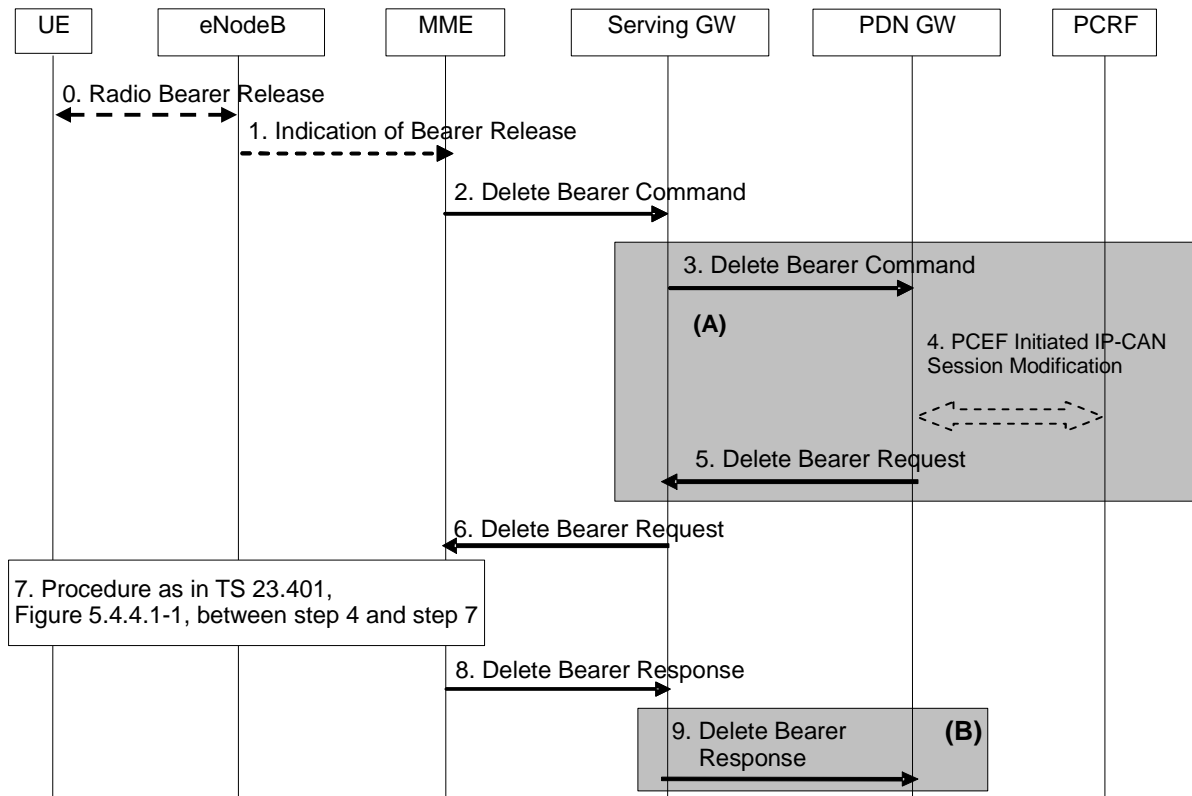 UE
eNodeB
MME
Serving GW
PDN GW
PCRF
0. Radio Bearer Release
1. Indication of Bearer Release
2. Delete Bearer Command
3. Delete Bearer Command
(A)
4. PCEF Initiated IP-CAN
Session Modification
5. Delete Bearer Request
6. Delete Bearer Request
7. Procedure as in TS 23.401,
Figure 5.4.4.1-1, between step 4 and step 7
8. Delete Bearer Response
9. Delete Bearer
Response
(B)